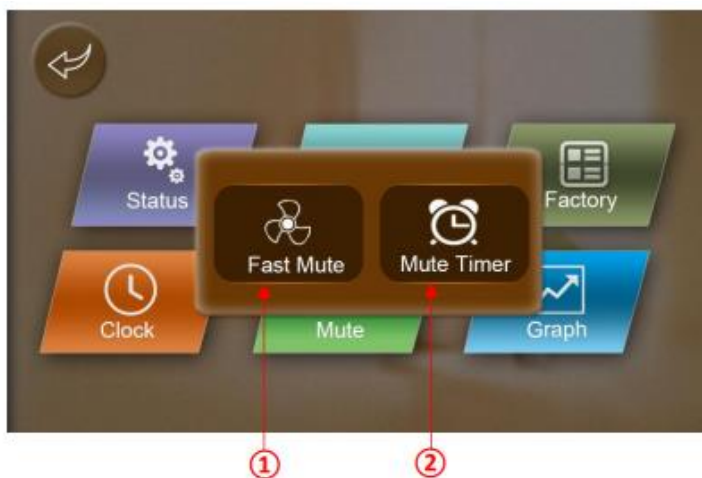 Status
Factory
Fast Mute
Mute Timer
Clock
Mute
Graph
①
②